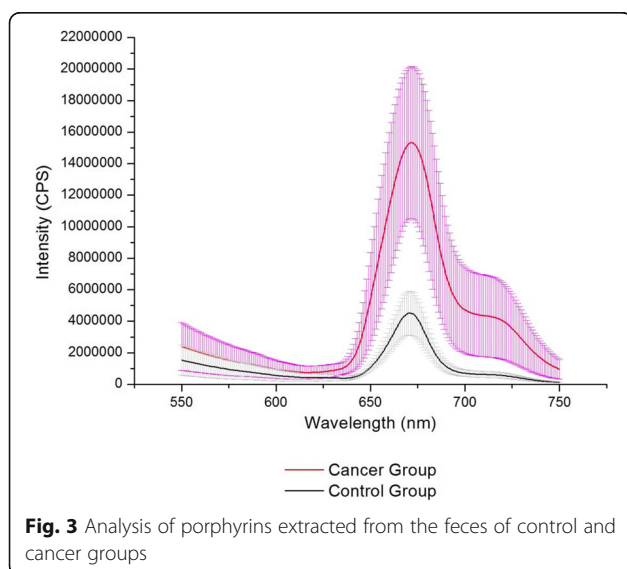 22000000
20000000
18000000
16000000
14000000
12000000
10000000
8000000
6000000
4000000
2000000
0
Intensity (CPS)
550 600 650 700 750
Wavelength (nm)
Cancer Group
Control Group
Fig. 3 Analysis of porphyrins extracted from the feces of control and
cancer groups